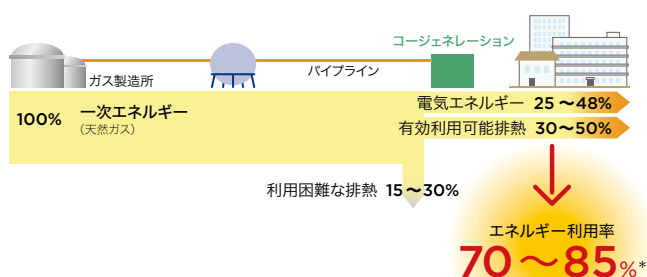 コージェネレーション
ガス製造所
パイプライン
100% 一次エネルギー
(天然ガス)
電気エネルギー 25〜48%
有効利用可能排熱 30〜50%
利用困難な排熱 15〜30%
エネルギー利用率
70〜85%*